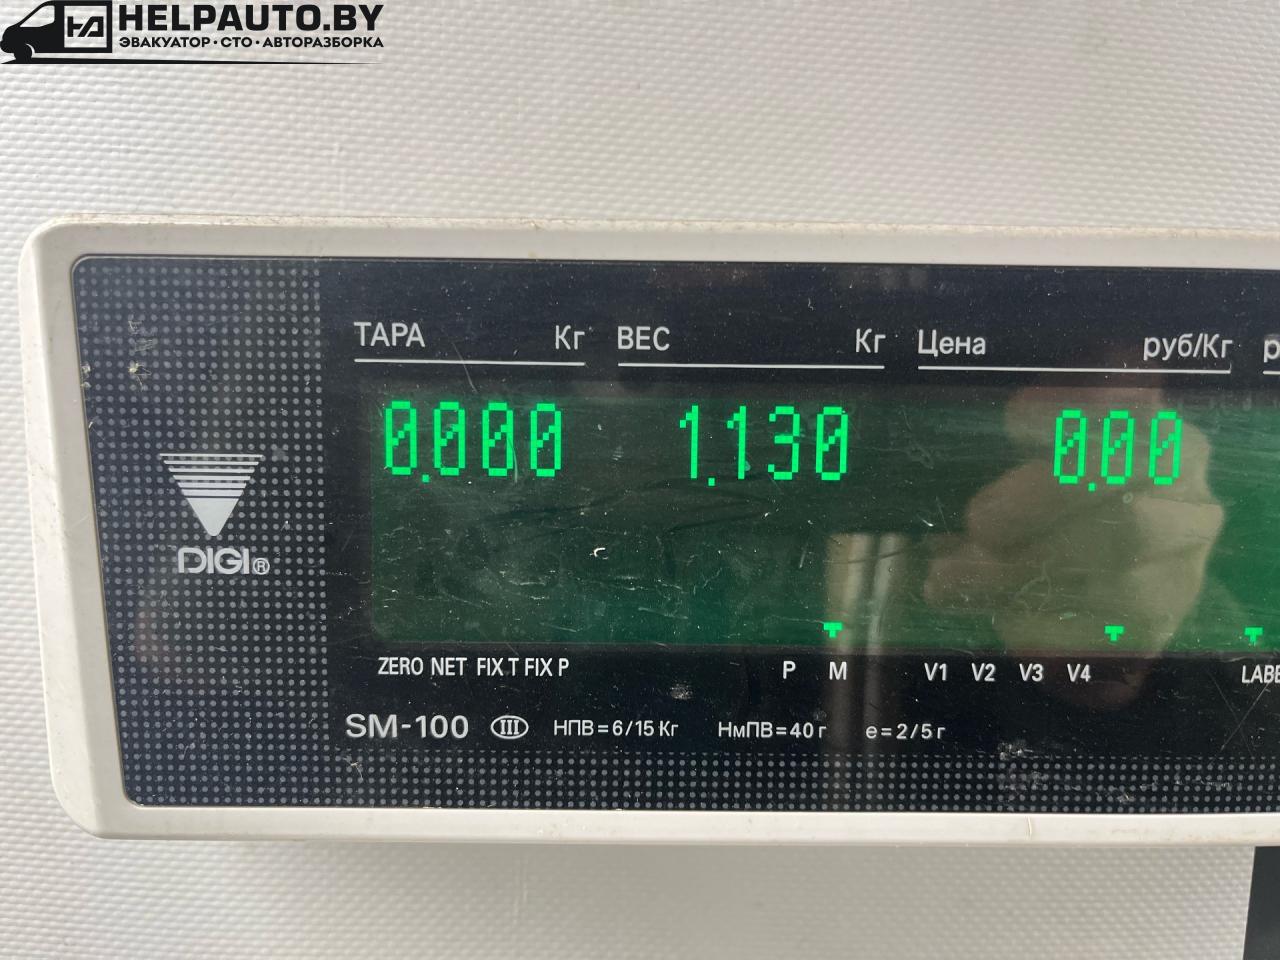 HELPAUTO.BY
ЭВАКУАТОР·СТО·АВТОРАЗБОРКА
ТАРА Кг ВЕС Кг Цена руб/Кг
0.000 1.130 0.00
DIGI®
ZERO NET FIX T FIX P P M V1 V2 V3 V4
SM-100 III НПВ=6/15 Кг НмПВ=40 г e=2/5 г